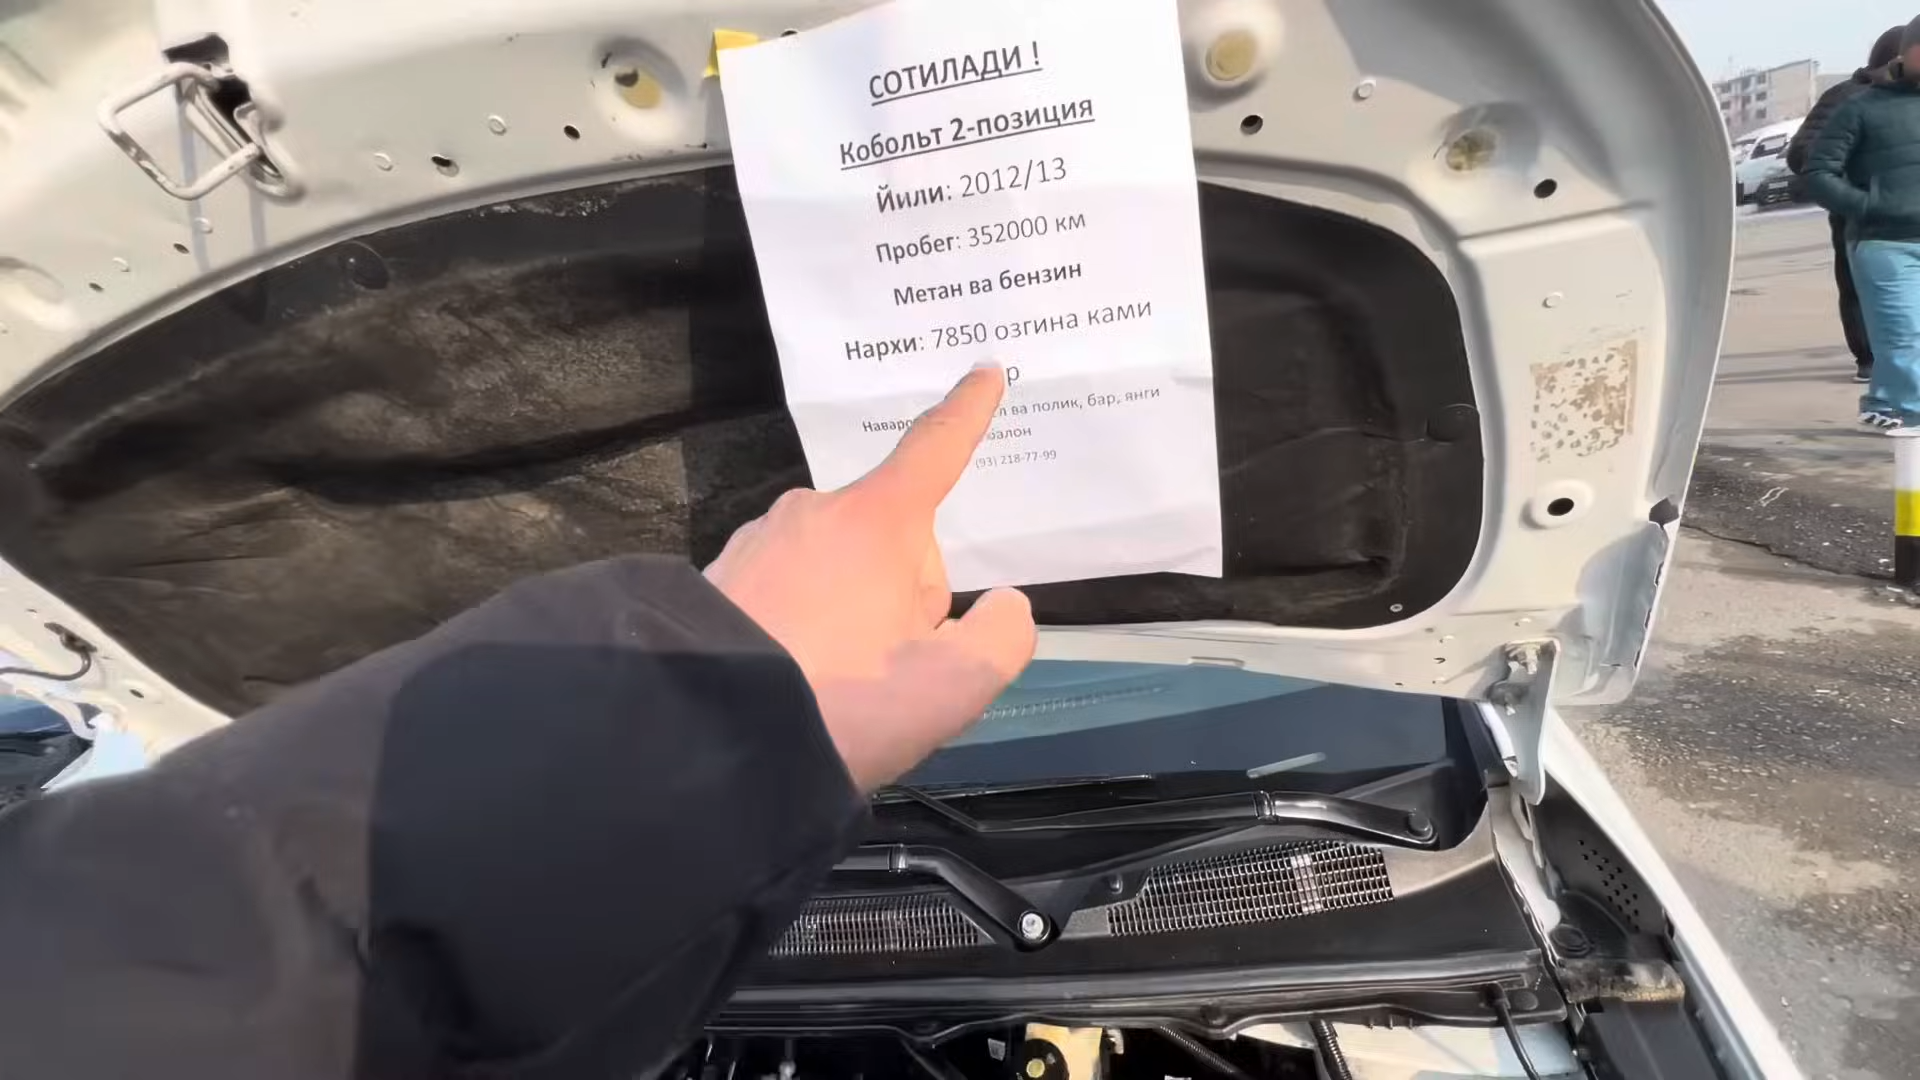 СОТИЛАДИ !
Кобольт 2-позиция
Йили: 2012/13
Пробег: 352000 км
Метан ва бензин
Нархи: 7850 озгина ками
ва полик, бар, янги
(93) 218-77-99